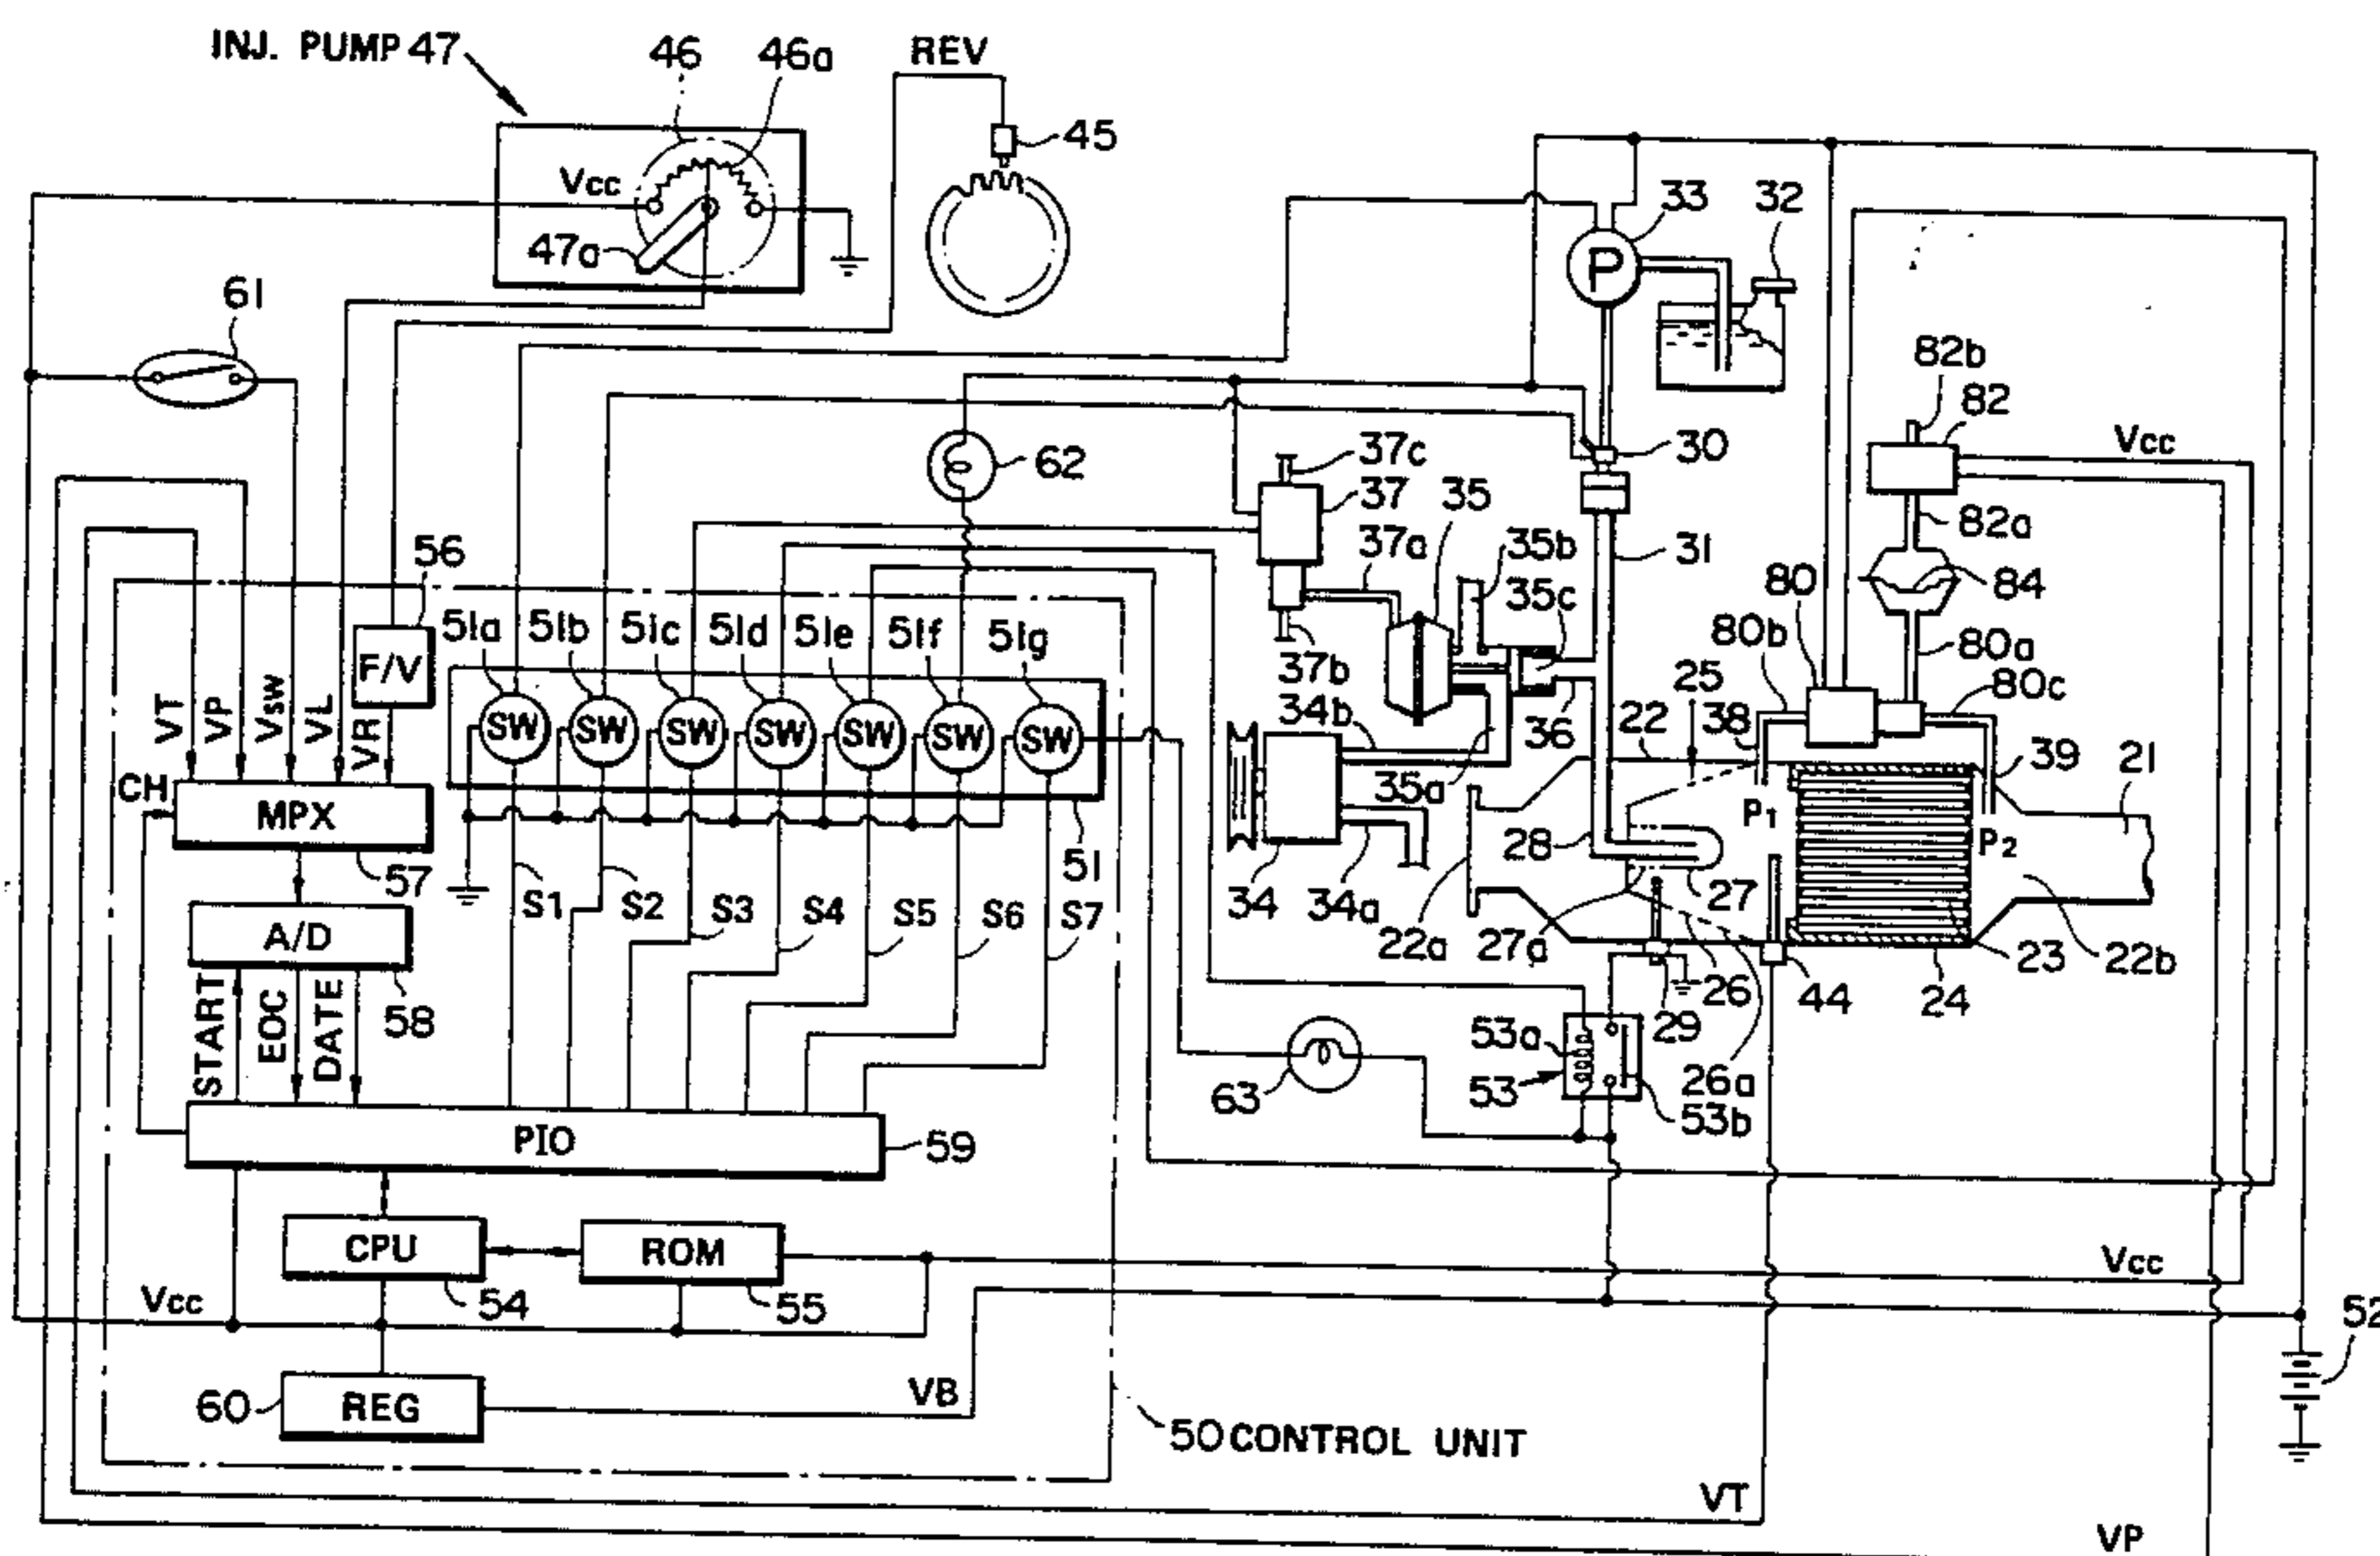 INJ. PUMP 47
46
46a
REV
45
Vcc
47a
33
32
P
61
82b
82
Vcc
30
62
37c
37
35
82a
56
37a
35b
31
80
84
35c
51a
51b
51c
51d
51e
51f
51g
80b
80a
F/V
37b
25
80c
34b
22
38
36
39
21
VT
VP
Vsw
VL
VR
SW
SW
SW
SW
SW
SW
SW
35a
P1
P2
CH
MPX
28
57
51
34
34a
22a
27a
27
S1
S2
S3
S4
S5
S6
S7
A/D
58
26
44
24
23
22b
START
EOC
DATE
29
53a
53
26a
53b
63
PIO
59
CPU
ROM
Vcc
54
55
Vcc
52
60
REG
VB
50 CONTROL UNIT
VT
VP